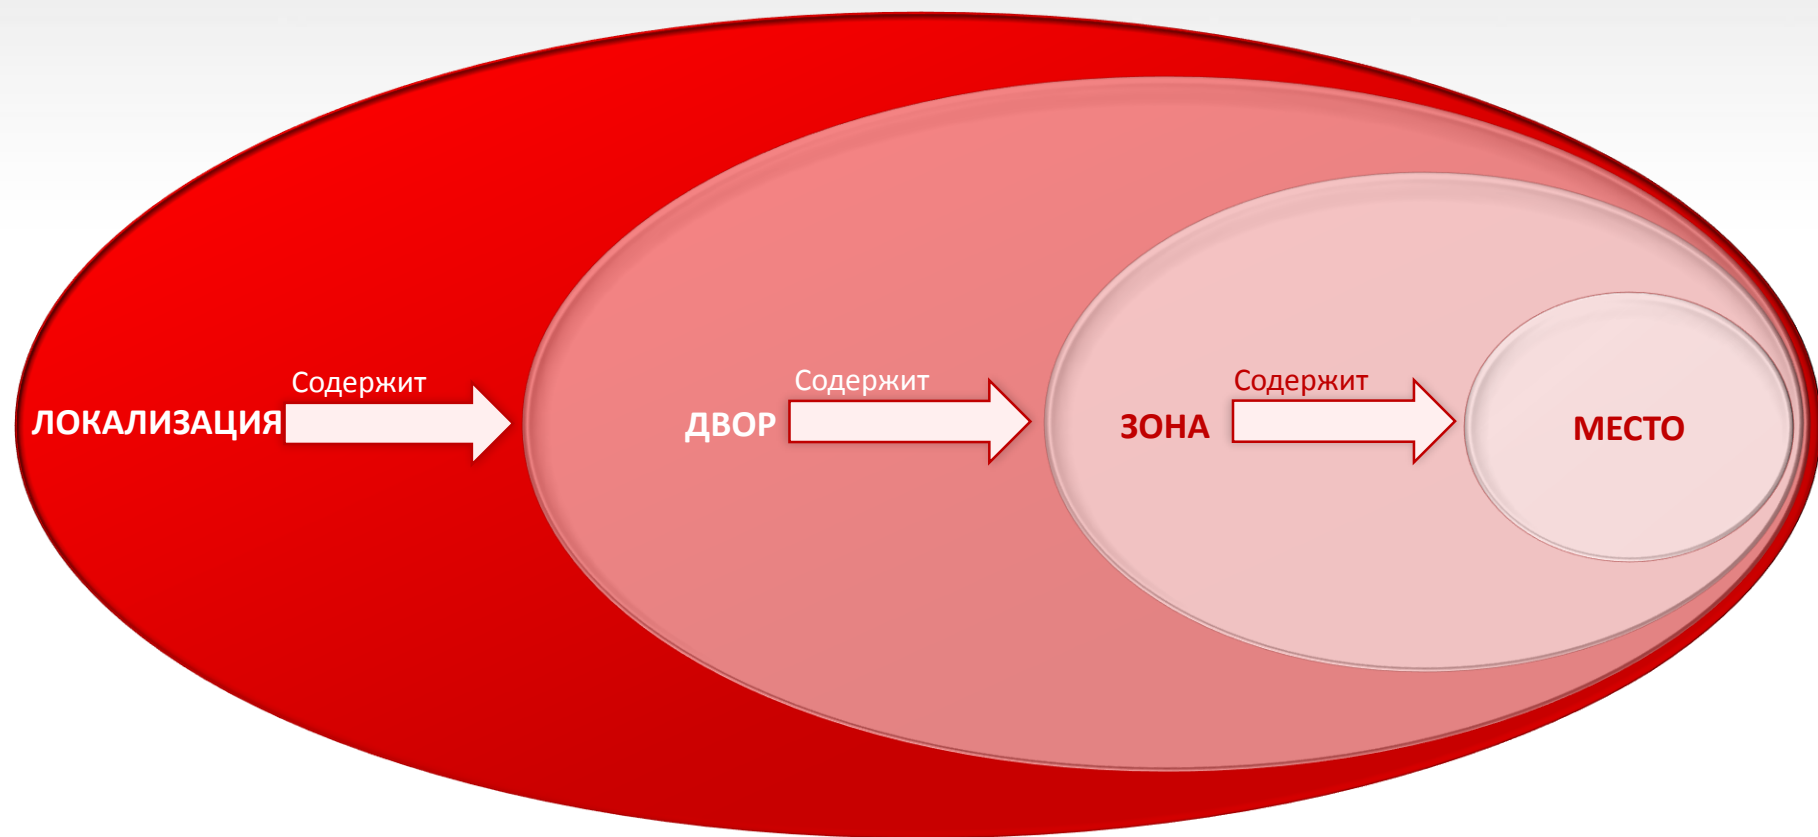 Содержит
ЛОКАЛИЗАЦИЯ
Содержит
ДВОР
Содержит
ЗОНА
МЕСТО